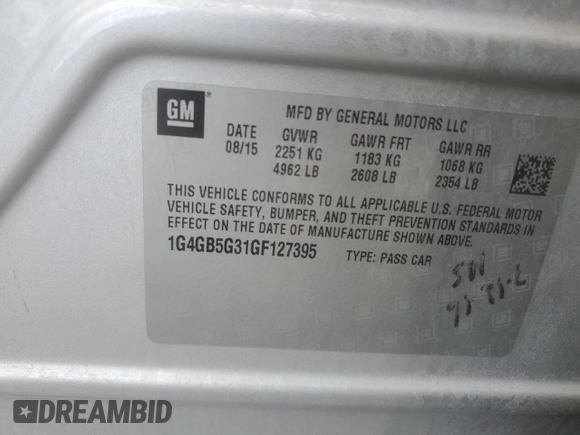 GM
MFD BY GENERAL MOTORS LLC
DATE GVWR GAWR FRT GAWR RR
08/15 2251 KG 1183 KG 1068 KG
4962 LB 2608 LB 2354 LB
THIS VEHICLE CONFORMS TO ALL APPLICABLE U.S. FEDERAL MOTOR
VEHICLE SAFETY, BUMPER, AND THEFT PREVENTION STANDARDS IN
EFFECT ON THE DATE OF MANUFACTURE SHOWN ABOVE.
1G4GB5G31GF127395 TYPE: PASS CAR
DREAMBID